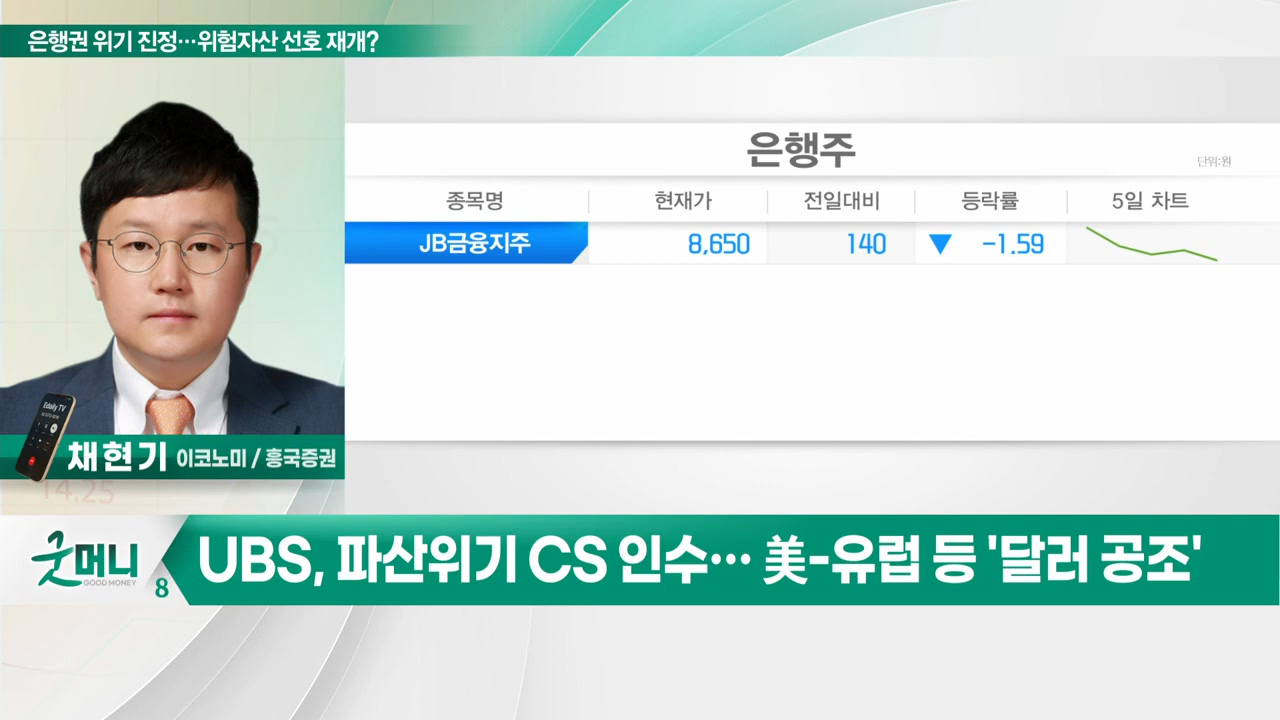 은행권 위기 진정…위험자산 선호 재개?
은행주
단위:원
종목명 현재가 전일대비 등락률 5일 차트
JB금융지주 8,650 140 ▼ -1.59
Edaily TV
채현기 이코노미 / 흥국증권
14.25
굿머니
GOOD MONEY
8
UBS, 파산위기 CS 인수… 美-유럽 등 '달러 공조'